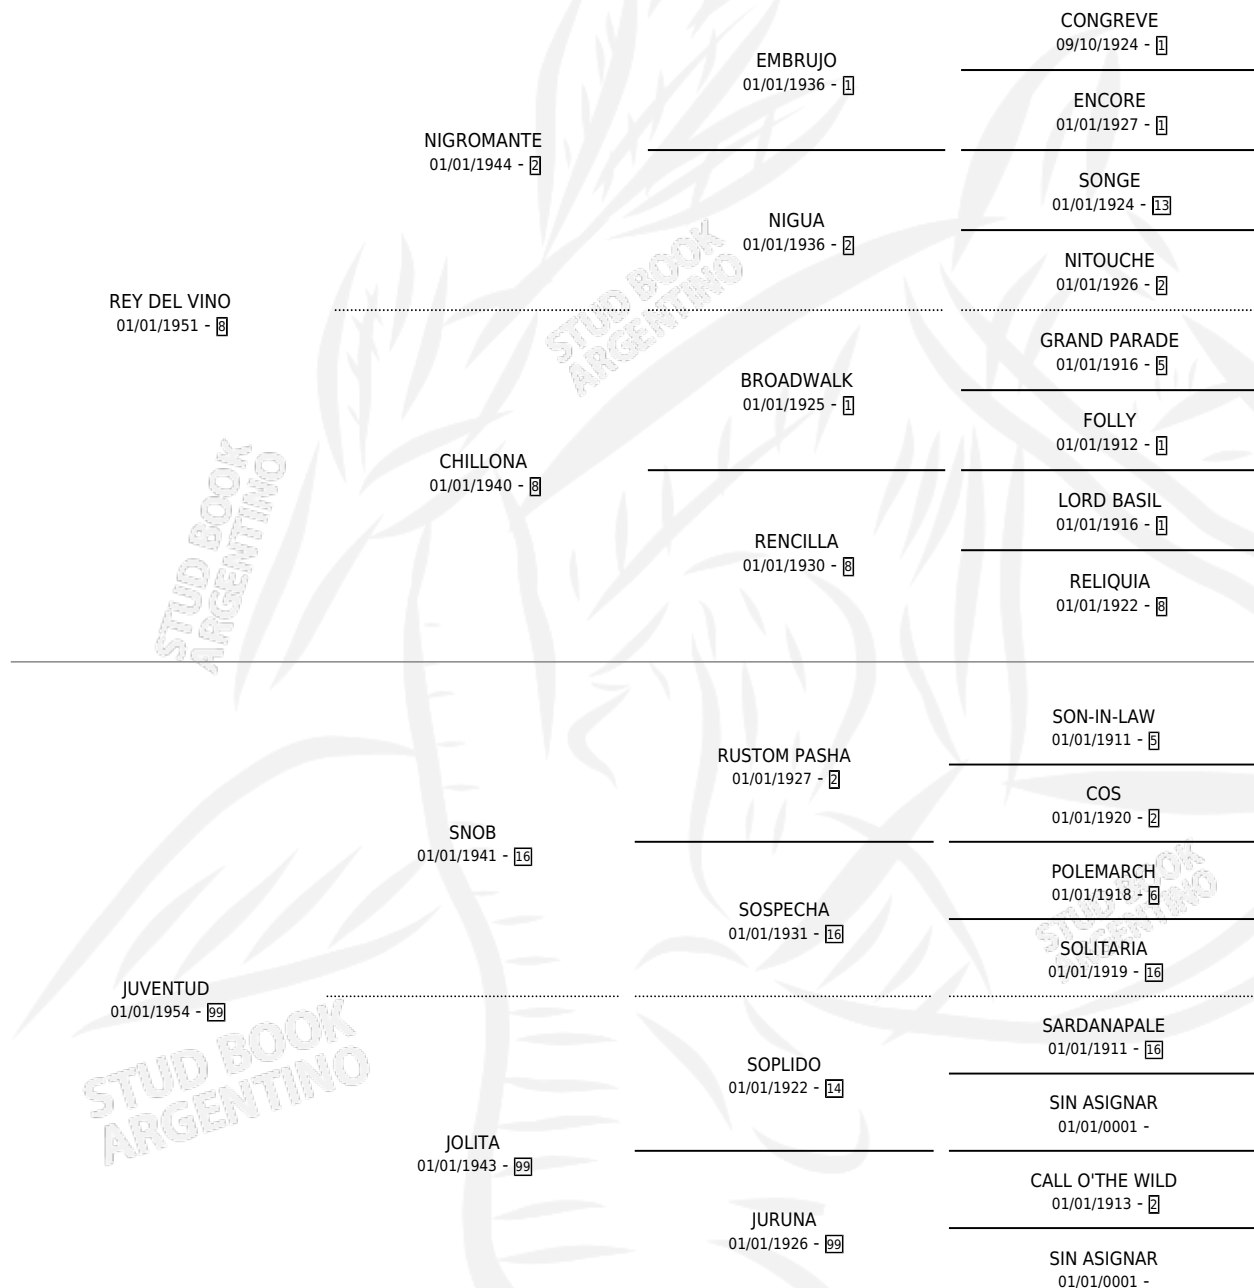 CONGREVE
09/10/1924 - 1
EMBRUJO
01/01/1936 - 1
ENCORE
01/01/1927 - 1
NIGROMANTE
01/01/1944 - 2
SONGE
01/01/1924 - 13
NIGUA
01/01/1936 - 2
NITOUCHE
01/01/1926 - 2
REY DEL VINO
01/01/1951 - 8
GRAND PARADE
01/01/1916 - 5
BROADWALK
01/01/1925 - 1
FOLLY
01/01/1912 - 1
CHILLONA
01/01/1940 - 8
LORD BASIL
01/01/1916 - 1
RENCILLA
01/01/1930 - 8
RELIQUIA
01/01/1922 - 8
SON-IN-LAW
01/01/1911 - 5
RUSTOM PASHA
01/01/1927 - 2
COS
01/01/1920 - 2
SNOB
01/01/1941 - 16
POLEMARCH
01/01/1918 - 6
SOSPECHA
01/01/1931 - 16
SOLITARIA
01/01/1919 - 16
JUVENTUD
01/01/1954 - 99
SARDANAPALE
01/01/1911 - 16
SOPLIDO
01/01/1922 - 14
SIN ASIGNAR
01/01/0001 -
JOLITA
01/01/1943 - 99
CALL O'THE WILD
01/01/1913 - 2
JURUNA
01/01/1926 - 99
SIN ASIGNAR
01/01/0001 -
STUD BOOK
ARGENTINO
STUD BOOK
ARGENTINO
STUD BOOK
ARGENTINO
STUD BOOK
ARGENTINO